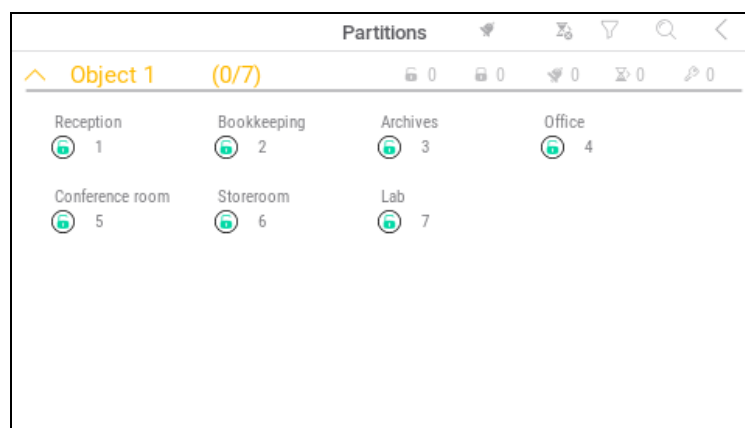 Partitions
Object 1 (0/7) 0 0 0 0 0
Reception Bookkeeping Archives Office
1 2 3 4
Conference room Storeroom Lab
5 6 7